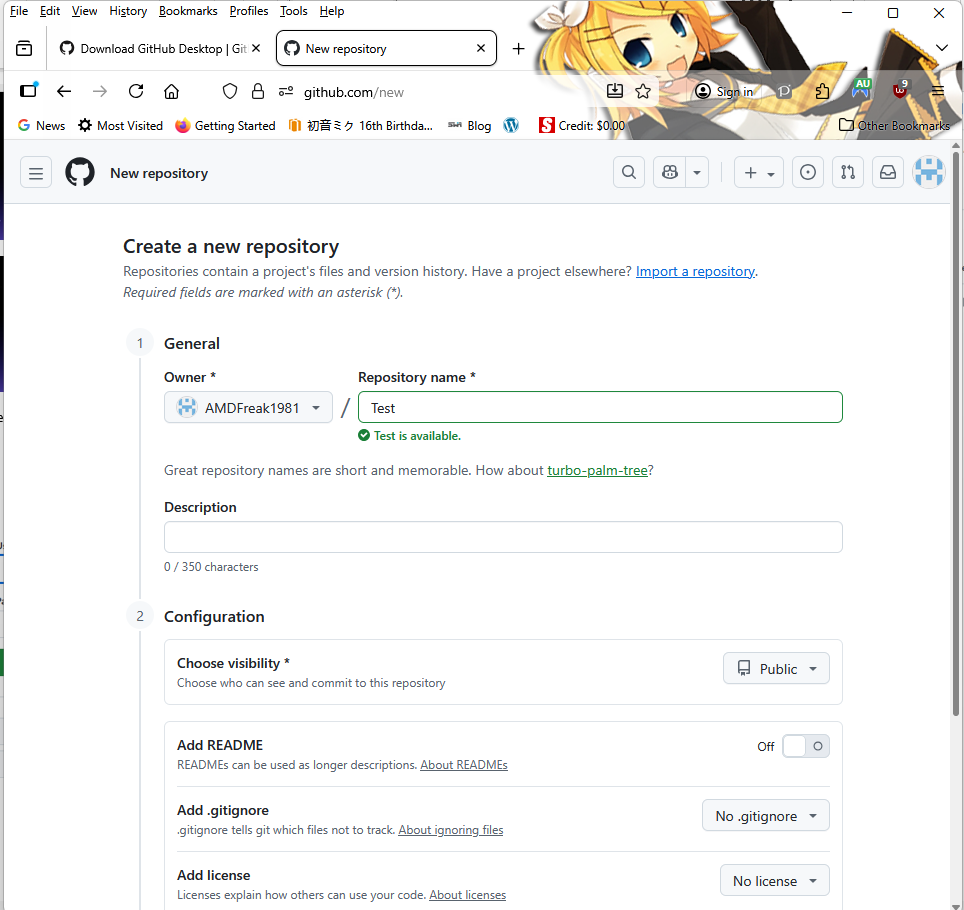 File Edit View History Bookmarks Profiles Tools Help
Download GitHub Desktop | Git
New repository
github.com/new
Sign in
AU
9
News
Most Visited
Getting Started
初音ミク 16th Birthda...
Blog
Credit: $0.00
Other Bookmarks
New repository
Create a new repository
Repositories contain a project's files and version history. Have a project elsewhere? Import a repository.
Required fields are marked with an asterisk (*).
1 General
Owner *
Repository name *
AMDFreak1981 / Test
Test is available.
Great repository names are short and memorable. How about turbo-palm-tree?
Description
0 / 350 characters
2 Configuration
Choose visibility *
Choose who can see and commit to this repository
Public
Add README
READMEs can be used as longer descriptions. About READMEs
Off
Add .gitignore
.gitignore tells git which files not to track. About ignoring files
No .gitignore
Add license
Licenses explain how others can use your code. About licenses
No license